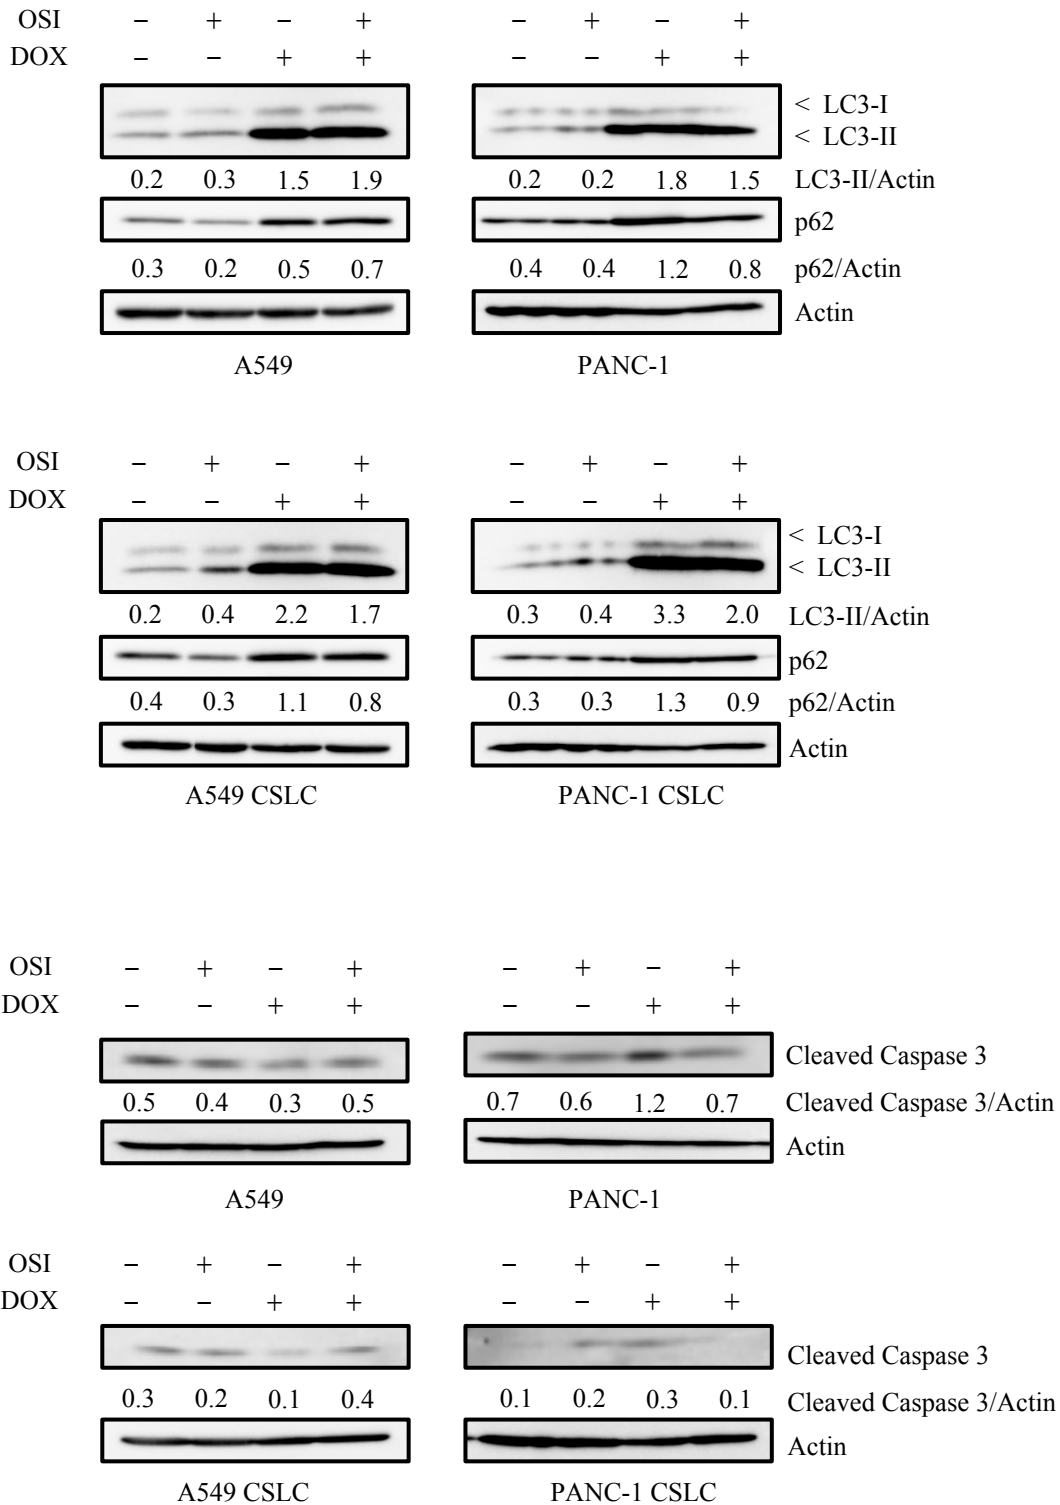 OSI − + − + − + − +
DOX − − + + − − + +
< LC3-I
< LC3-II
0.2 0.3 1.5 1.9 0.2 0.2 1.8 1.5 LC3-II/Actin
p62
0.3 0.2 0.5 0.7 0.4 0.4 1.2 0.8 p62/Actin
Actin
A549 PANC-1
OSI − + − + − + − +
DOX − − + + − − + +
< LC3-I
< LC3-II
0.2 0.4 2.2 1.7 0.3 0.4 3.3 2.0 LC3-II/Actin
p62
0.4 0.3 1.1 0.8 0.3 0.3 1.3 0.9 p62/Actin
Actin
A549 CSLC PANC-1 CSLC
OSI − + − + − + − +
DOX − − + + − − + +
Cleaved Caspase 3
0.5 0.4 0.3 0.5 0.7 0.6 1.2 0.7 Cleaved Caspase 3/Actin
Actin
A549 PANC-1
OSI − + − + − + − +
DOX − − + + − − + +
Cleaved Caspase 3
0.3 0.2 0.1 0.4 0.1 0.2 0.3 0.1 Cleaved Caspase 3/Actin
Actin
A549 CSLC PANC-1 CSLC